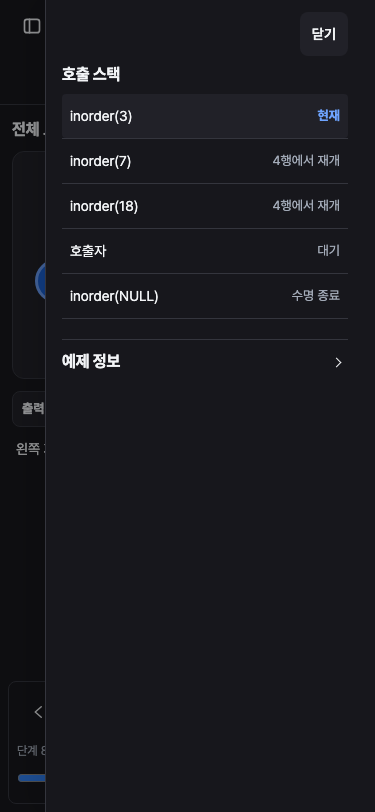 닫기
호출 스택
inorder(3) 현재
inorder(7) 4행에서 재개
inorder(18) 4행에서 재개
호출자 대기
inorder(NULL) 수명 종료
예제 정보
전체
출력
왼쪽
단계 8